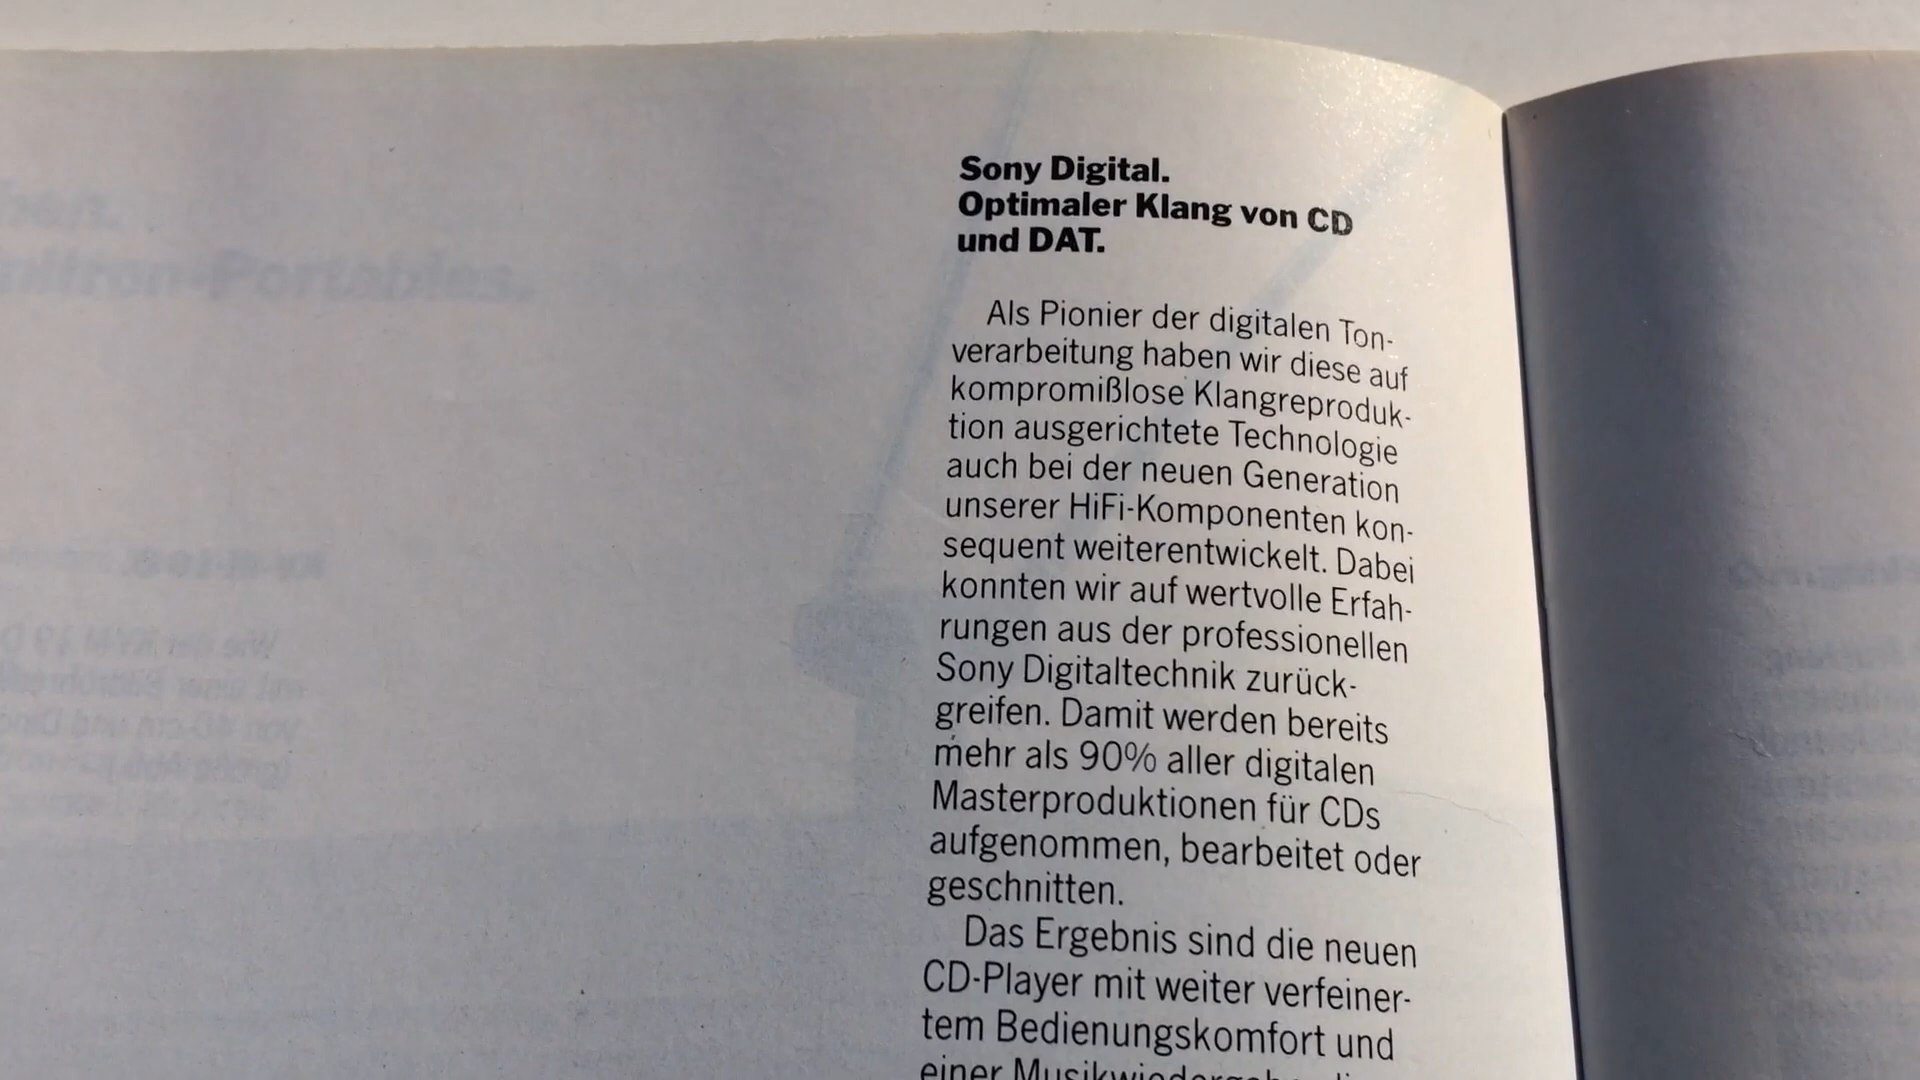 Sony Digital.
Optimaler Klang von CD
und DAT.
Als Pionier der digitalen Ton-
verarbeitung haben wir diese auf
kompromißlose Klangreproduk-
tion ausgerichtete Technologie
auch bei der neuen Generation
unserer HiFi-Komponenten kon-
sequent weiterentwickelt. Dabei
konnten wir auf wertvolle Erfah-
rungen aus der professionellen
Sony Digitaltechnik zurück-
greifen. Damit werden bereits
mehr als 90% aller digitalen
Masterproduktionen für CDs
aufgenommen, bearbeitet oder
geschnitten.
Das Ergebnis sind die neuen
CD-Player mit weiter verfeiner-
tem Bedienungskomfort und
einer